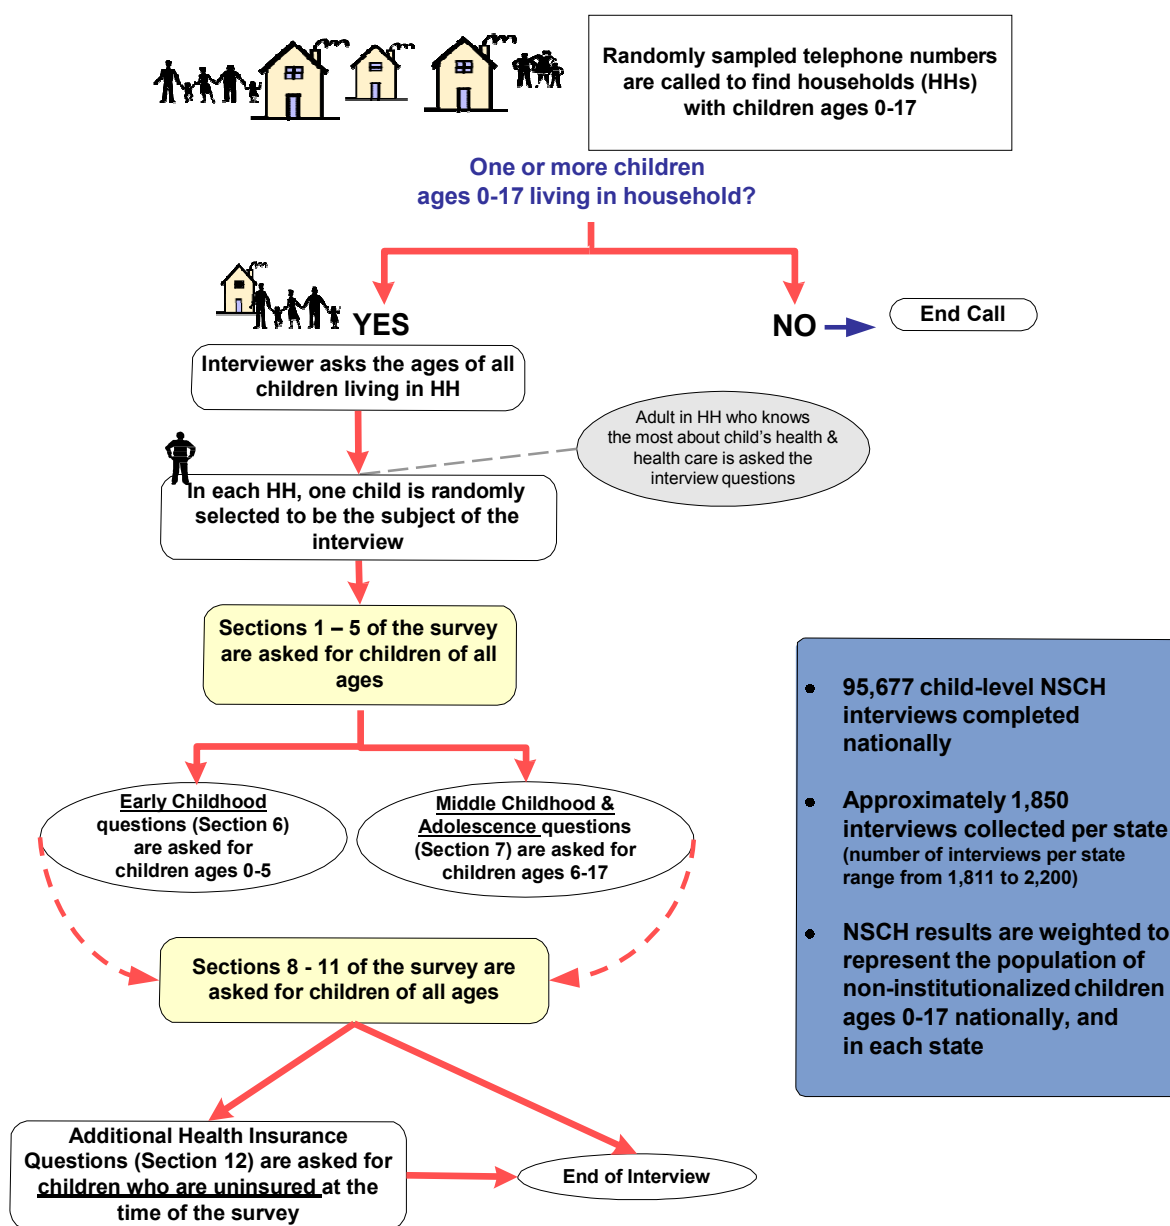 Randomly sampled telephone numbers
are called to find households (HHs)
with children ages 0-17
One or more children
ages 0-17 living in household?
YES
NO
End Call
Interviewer asks the ages of all
children living in HH
Adult in HH who knows
the most about child's health &
health care is asked the
interview questions
In each HH, one child is randomly
selected to be the subject of the
interview
Sections 1 – 5 of the survey
are asked for children of all
ages
Early Childhood
questions (Section 6)
are asked for
children ages 0-5
Middle Childhood &
Adolescence questions
(Section 7) are asked for
children ages 6-17
Sections 8 - 11 of the survey are
asked for children of all ages
Additional Health Insurance
Questions (Section 12) are asked for
children who are uninsured at the
time of the survey
End of Interview
• 95,677 child-level NSCH
interviews completed
nationally
• Approximately 1,850
interviews collected per state
(number of interviews per state
range from 1,811 to 2,200)
• NSCH results are weighted to
represent the population of
non-institutionalized children
ages 0-17 nationally, and
in each state